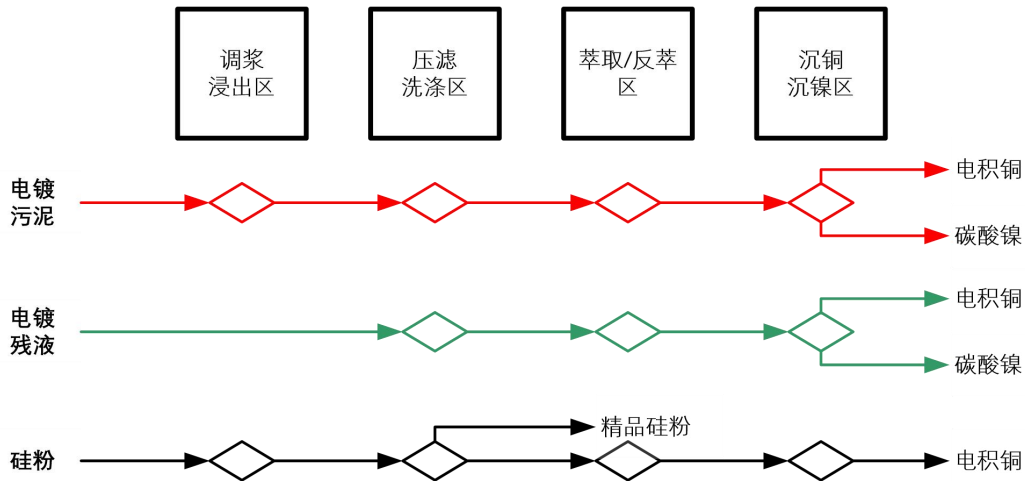 调浆
浸出区
压滤
洗涤区
萃取/反萃
区
沉铜
沉镍区
电镀
污泥
电积铜
碳酸镍
电镀
残液
电积铜
碳酸镍
硅粉
精品硅粉
电积铜